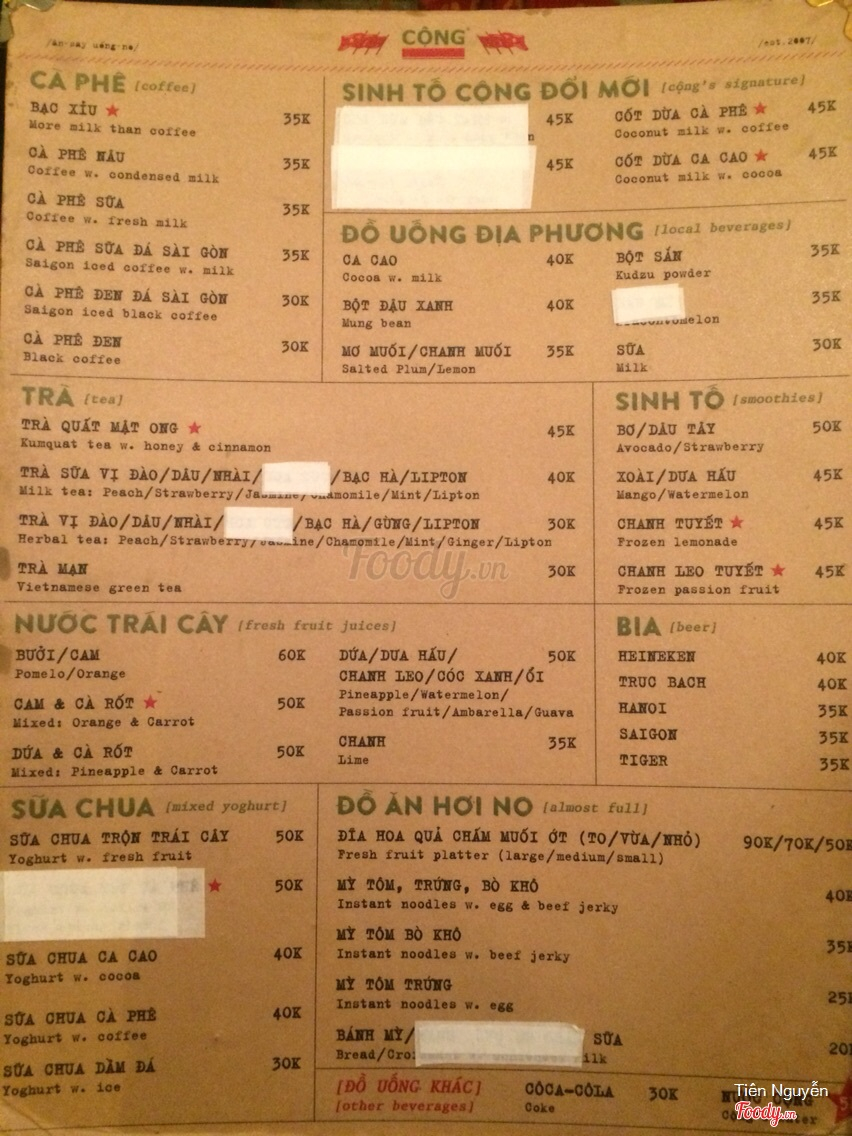 /ăn-say uống-no/
CỘNG
/est.2007/
CÀ PHÊ [coffee]
BẠC XỈU
35K
More milk than coffee
CÀ PHÊ NÂU
35K
Coffee w. condensed milk
CÀ PHÊ SỮA
35K
Coffee w. fresh milk
CÀ PHÊ SỮA ĐÁ SÀI GÒN
35K
Saigon iced coffee w. milk
CÀ PHÊ ĐEN ĐÁ SÀI GÒN
30K
Saigon iced black coffee
CÀ PHÊ ĐEN
30K
Black coffee
SINH TỐ CỘNG ĐỔI MỚI [cộng's signature]
45K
45K
CỐT DỪA CÀ PHÊ
45K
Coconut milk w. coffee
CỐT DỪA CA CAO
45K
Coconut milk w. cocoa
ĐỒ UỐNG ĐỊA PHƯƠNG [local beverages]
CA CAO
40K
Cocoa w. milk
BỘT ĐẬU XANH
40K
Mung bean
MƠ MUỐI/CHANH MUỐI
35K
Salted Plum/Lemon
BỘT SẮN
35K
Kudzu powder
35K
SỮA
30K
Milk
TRÀ [tea]
TRÀ QUẤT MẬT ONG
45K
Kumquat tea w. honey & cinnamon
TRÀ SỮA VỊ ĐÀO/DÂU/NHÀI/ /BẠC HÀ/LIPTON
40K
Milk tea: Peach/Strawberry/Jasmine/Chamomile/Mint/Lipton
TRÀ VỊ ĐÀO/DÂU/NHÀI/ /BẠC HÀ/GỪNG/LIPTON
30K
Herbal tea: Peach/Strawberry/Jasmine/Chamomile/Mint/Ginger/Lipton
TRÀ MẠN
30K
Vietnamese green tea
SINH TỐ [smoothies]
BƠ/DÂU TÂY
50K
Avocado/Strawberry
XOÀI/DƯA HẤU
45K
Mango/Watermelon
CHANH TUYẾT
45K
Frozen lemonade
CHANH LEO TUYẾT
45K
Frozen passion fruit
Foody.vn
NƯỚC TRÁI CÂY [fresh fruit juices]
BƯỞI/CAM
60K
Pomelo/Orange
CAM & CÀ RỐT
50K
Mixed: Orange & Carrot
DỨA & CÀ RỐT
50K
Mixed: Pineapple & Carrot
DỨA/DƯA HẤU/
50K
CHANH LEO/CÓC XANH/ỔI
Pineapple/Watermelon/
Passion fruit/Ambarella/Guava
CHANH
35K
Lime
BIA [beer]
HEINEKEN
40K
TRUC BACH
40K
HANOI
35K
SAIGON
35K
TIGER
35K
SỮA CHUA [mixed yoghurt]
SỮA CHUA TRỘN TRÁI CÂY
50K
Yoghurt w. fresh fruit
50K
SỮA CHUA CA CAO
40K
Yoghurt w. cocoa
SỮA CHUA CÀ PHÊ
40K
Yoghurt w. coffee
SỮA CHUA DẦM ĐÁ
30K
Yoghurt w. ice
ĐỒ ĂN HƠI NO [almost full]
ĐĨA HOA QUẢ CHẤM MUỐI ỚT (TO/VỪA/NHỎ)
90K/70K/50K
Fresh fruit platter (large/medium/small)
MỲ TÔM, TRỨNG, BÒ KHÔ
40K
Instant noodles w. egg & beef jerky
MỲ TÔM BÒ KHÔ
35K
Instant noodles w. beef jerky
MỲ TÔM TRỨNG
25K
Instant noodles w. egg
BÁNH MỲ/ SỮA
Bread/
[ĐỒ UỐNG KHÁC]
[other beverages]
CÔCA-CÔLA
30K
Coke
Tiên Nguyễn
Foody.vn